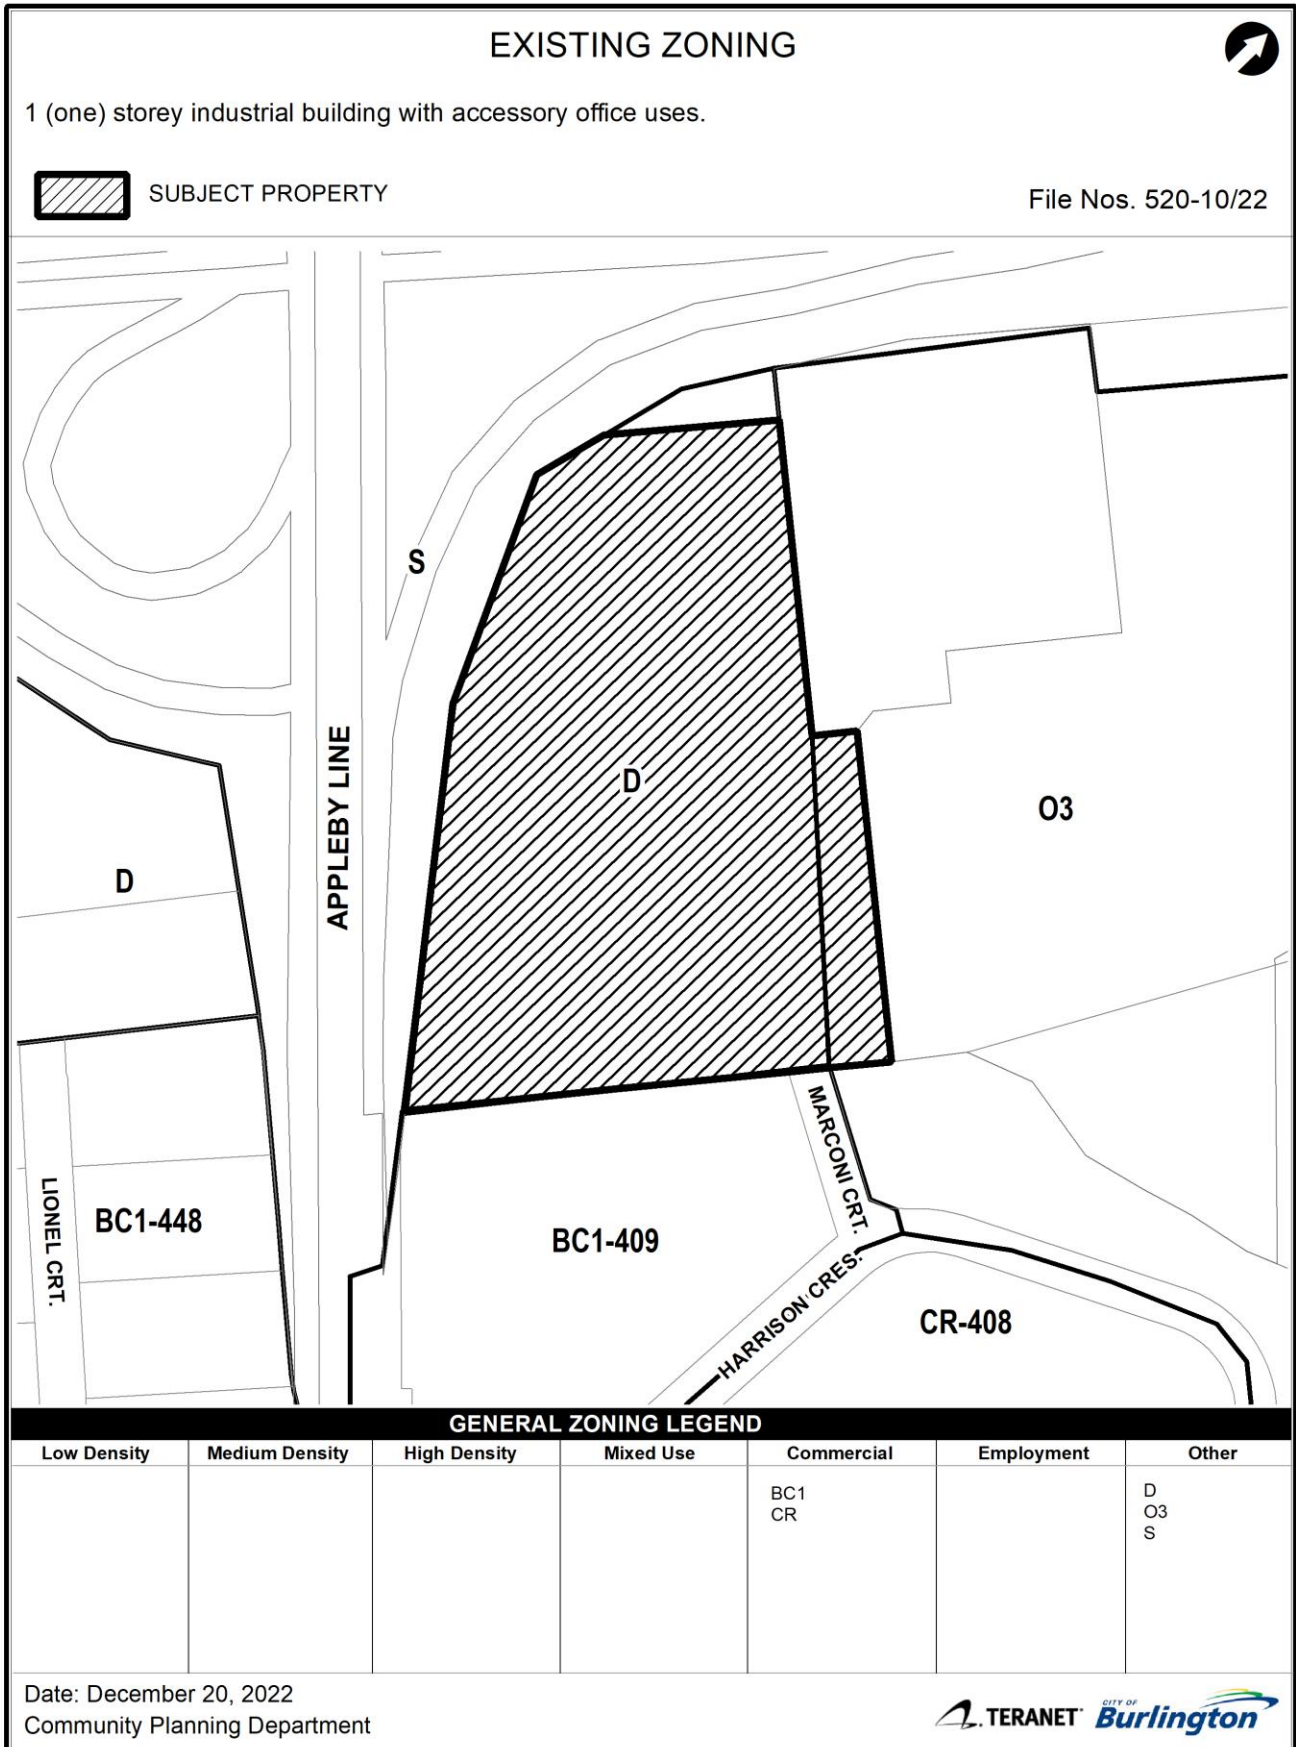 EXISTING ZONING
1 (one) storey industrial building with accessory office uses.
SUBJECT PROPERTY
File Nos. 520-10/22
S
D
APPLEBY LINE
O3
D
MARCONI CRT.
LIONEL CRT.
BC1-448
BC1-409
HARRISON CRES.
CR-408
GENERAL ZONING LEGEND
Low Density Medium Density High Density Mixed Use Commercial Employment Other
BC1 D
CR O3
S
Date: December 20, 2022
Community Planning Department
TERANET
CITY OF
Burlington